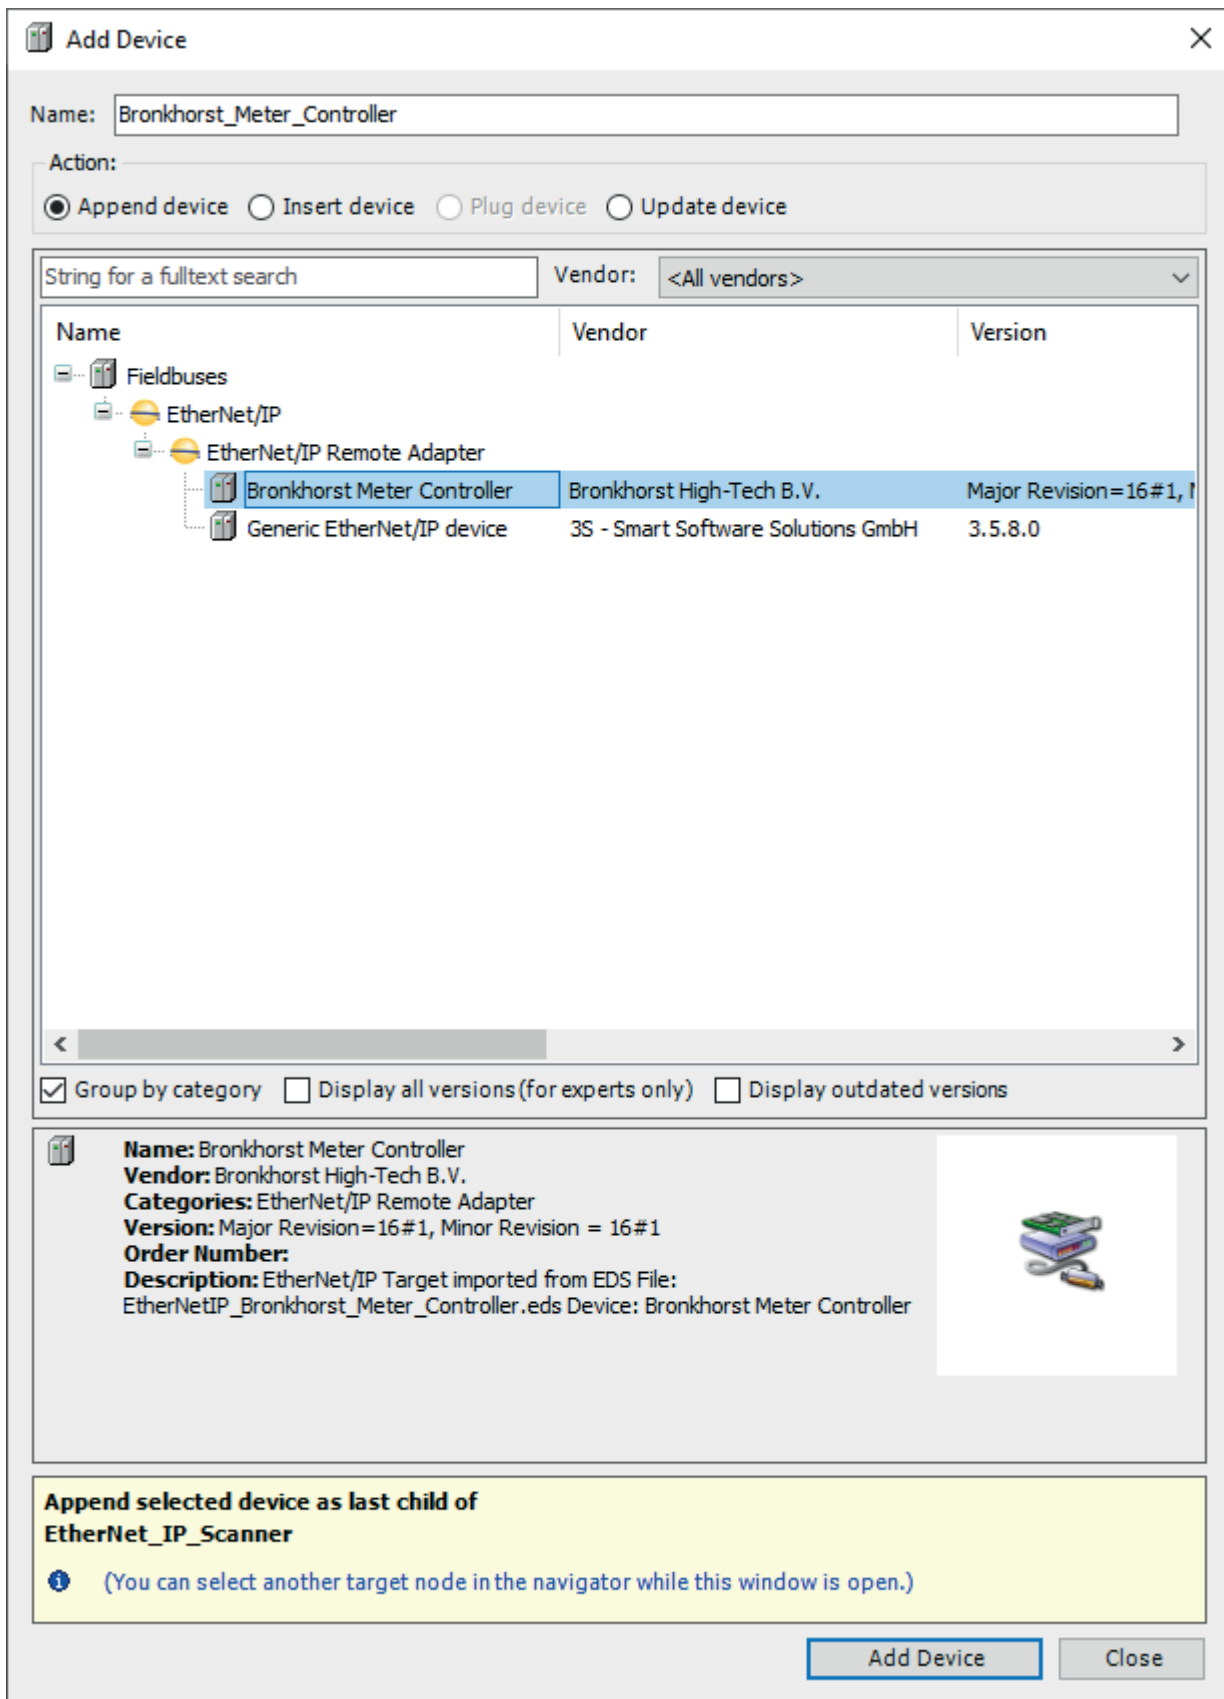 Add Device
Name: Bronkhorst_Meter_Controller
Action:
Append device Insert device Plug device Update device
String for a fulltext search Vendor: <All vendors>
Name Vendor Version
Fieldbuses
EtherNet/IP
EtherNet/IP Remote Adapter
Bronkhorst Meter Controller Bronkhorst High-Tech B.V. Major Revision=16#1,
Generic EtherNet/IP device 3S - Smart Software Solutions GmbH 3.5.8.0
Group by category Display all versions (for experts only) Display outdated versions
Name: Bronkhorst Meter Controller
Vendor: Bronkhorst High-Tech B.V.
Categories: EtherNet/IP Remote Adapter
Version: Major Revision=16#1, Minor Revision = 16#1
Order Number:
Description: EtherNet/IP Target imported from EDS File:
EtherNetIP_Bronkhorst_Meter_Controller.eds Device: Bronkhorst Meter Controller
Append selected device as last child of
EtherNet_IP_Scanner
(You can select another target node in the navigator while this window is open.)
Add Device Close